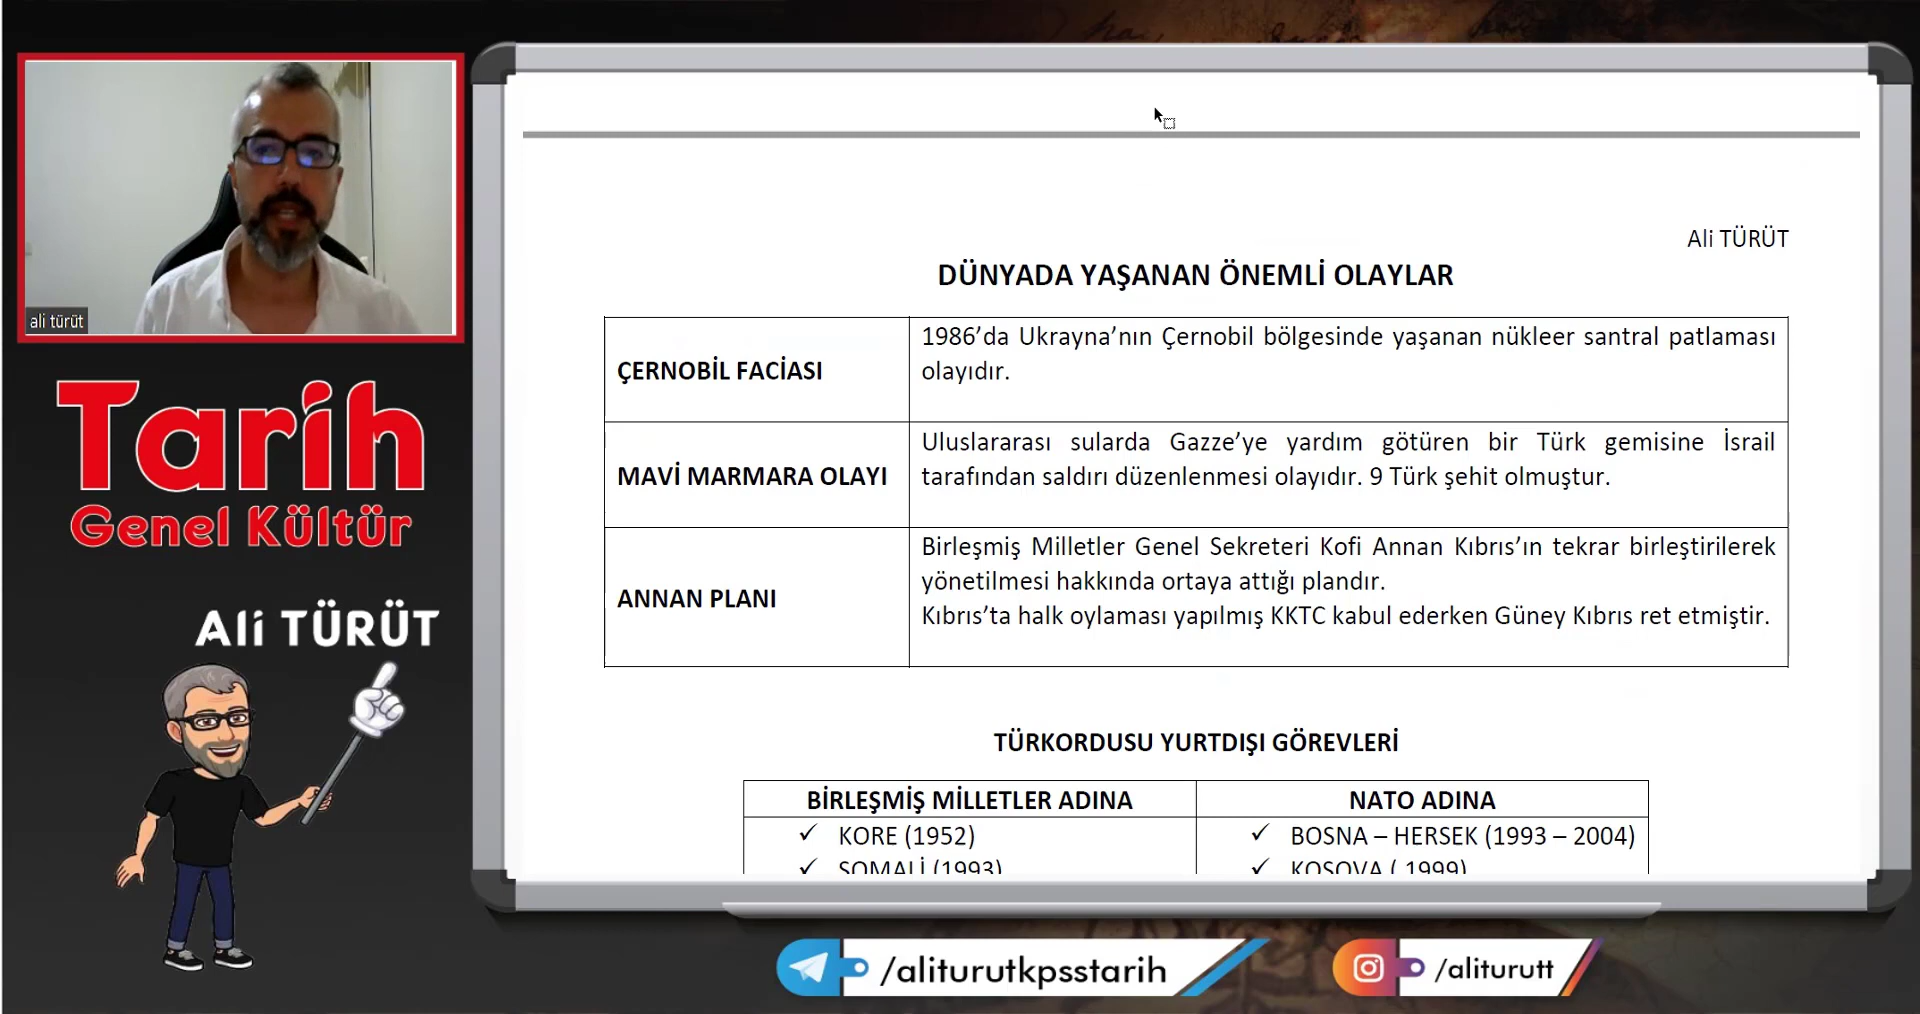 ali türüt
Tarih
Genel Kültür
Ali TÜRÜT
Ali TÜRÜT
DÜNYADA YAŞANAN ÖNEMLİ OLAYLAR
ÇERNOBİL FACİASI
1986’da Ukrayna’nın Çernobil bölgesinde yaşanan nükleer santral patlaması
olayıdır.
MAVİ MARMARA OLAYI
Uluslararası sularda Gazze’ye yardım götüren bir Türk gemisine İsrail
tarafından saldırı düzenlenmesi olayıdır. 9 Türk şehit olmuştur.
ANNAN PLANI
Birleşmiş Milletler Genel Sekreteri Kofi Annan Kıbrıs’ın tekrar birleştirilerek
yönetilmesi hakkında ortaya attığı plandır.
Kıbrıs’ta halk oylaması yapılmış KKTC kabul ederken Güney Kıbrıs ret etmiştir.
TÜRKORDUSU YURTDIŞI GÖREVLERİ
BİRLEŞMİŞ MİLLETLER ADINA
✓ KORE (1952)
✓ SOMALİ (1993)
NATO ADINA
✓ BOSNA – HERSEK (1993 – 2004)
✓ KOSOVA ( 1999)
/aliturutkpsstarih
/aliturutt